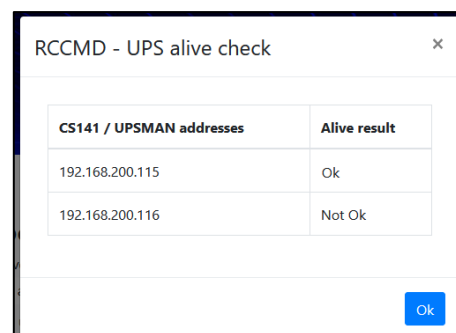 RCCMD - UPS alive check ×
CS141 / UPSMAN addresses Alive result
192.168.200.115 Ok
192.168.200.116 Not Ok
Ok